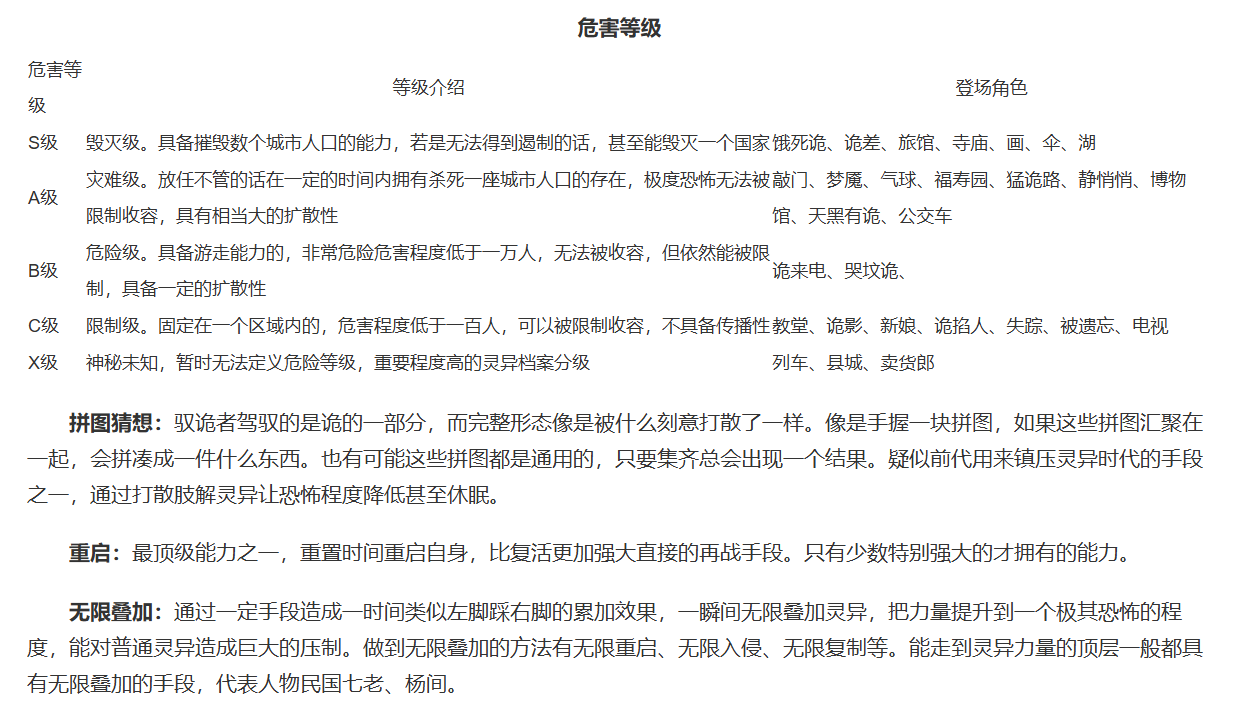 危害等级
危害等
级
等级介绍
登场角色
S级
毁灭级。具备摧毁数个城市人口的能力，若是无法得到遏制的话，甚至能毁灭一个国家
饿死诡、诡差、旅馆、寺庙、画、伞、湖
A级
灾难级。放任不管的话在一定的时间内拥有杀死一座城市人口的存在，极度恐怖无法被
限制收容，具有相当大的扩散性
敲门、梦魇、气球、福寿园、猛诡路、静悄悄、博物
馆、天黑有诡、公交车
B级
危险级。具备游走能力的，非常危险危害程度低于一万人，无法被收容，但依然能被限
制，具备一定的扩散性
诡来电、哭坟诡、
C级
限制级。固定在一个区域内的，危害程度低于一百人，可以被限制收容，不具备传播性
教堂、诡影、新娘、诡掐人、失踪、被遗忘、电视
X级
神秘未知，暂时无法定义危险等级，重要程度高的灵异档案分级
列车、县城、卖货郎
拼图猜想：驭诡者驾驭的是诡的一部分，而完整形态像是被什么刻意打散了一样。像是手握一块拼图，如果这些拼图汇聚在
一起，会拼凑成一件什么东西。也有可能这些拼图都是通用的，只要集齐总会出现一个结果。疑似前代用来镇压灵异时代的手段
之一，通过打散肢解灵异让恐怖程度降低甚至休眠。
重启：最顶级能力之一，重置时间重启自身，比复活更加强大直接的再战手段。只有少数特别强大的才拥有的能力。
无限叠加：通过一定手段造成一时间类似左脚踩右脚的累加效果，一瞬间无限叠加灵异，把力量提升到一个极其恐怖的程
度，能对普通灵异造成巨大的压制。做到无限叠加的方法有无限重启、无限入侵、无限复制等。能走到灵异力量的顶层一般都具
有无限叠加的手段，代表人物民国七老、杨间。